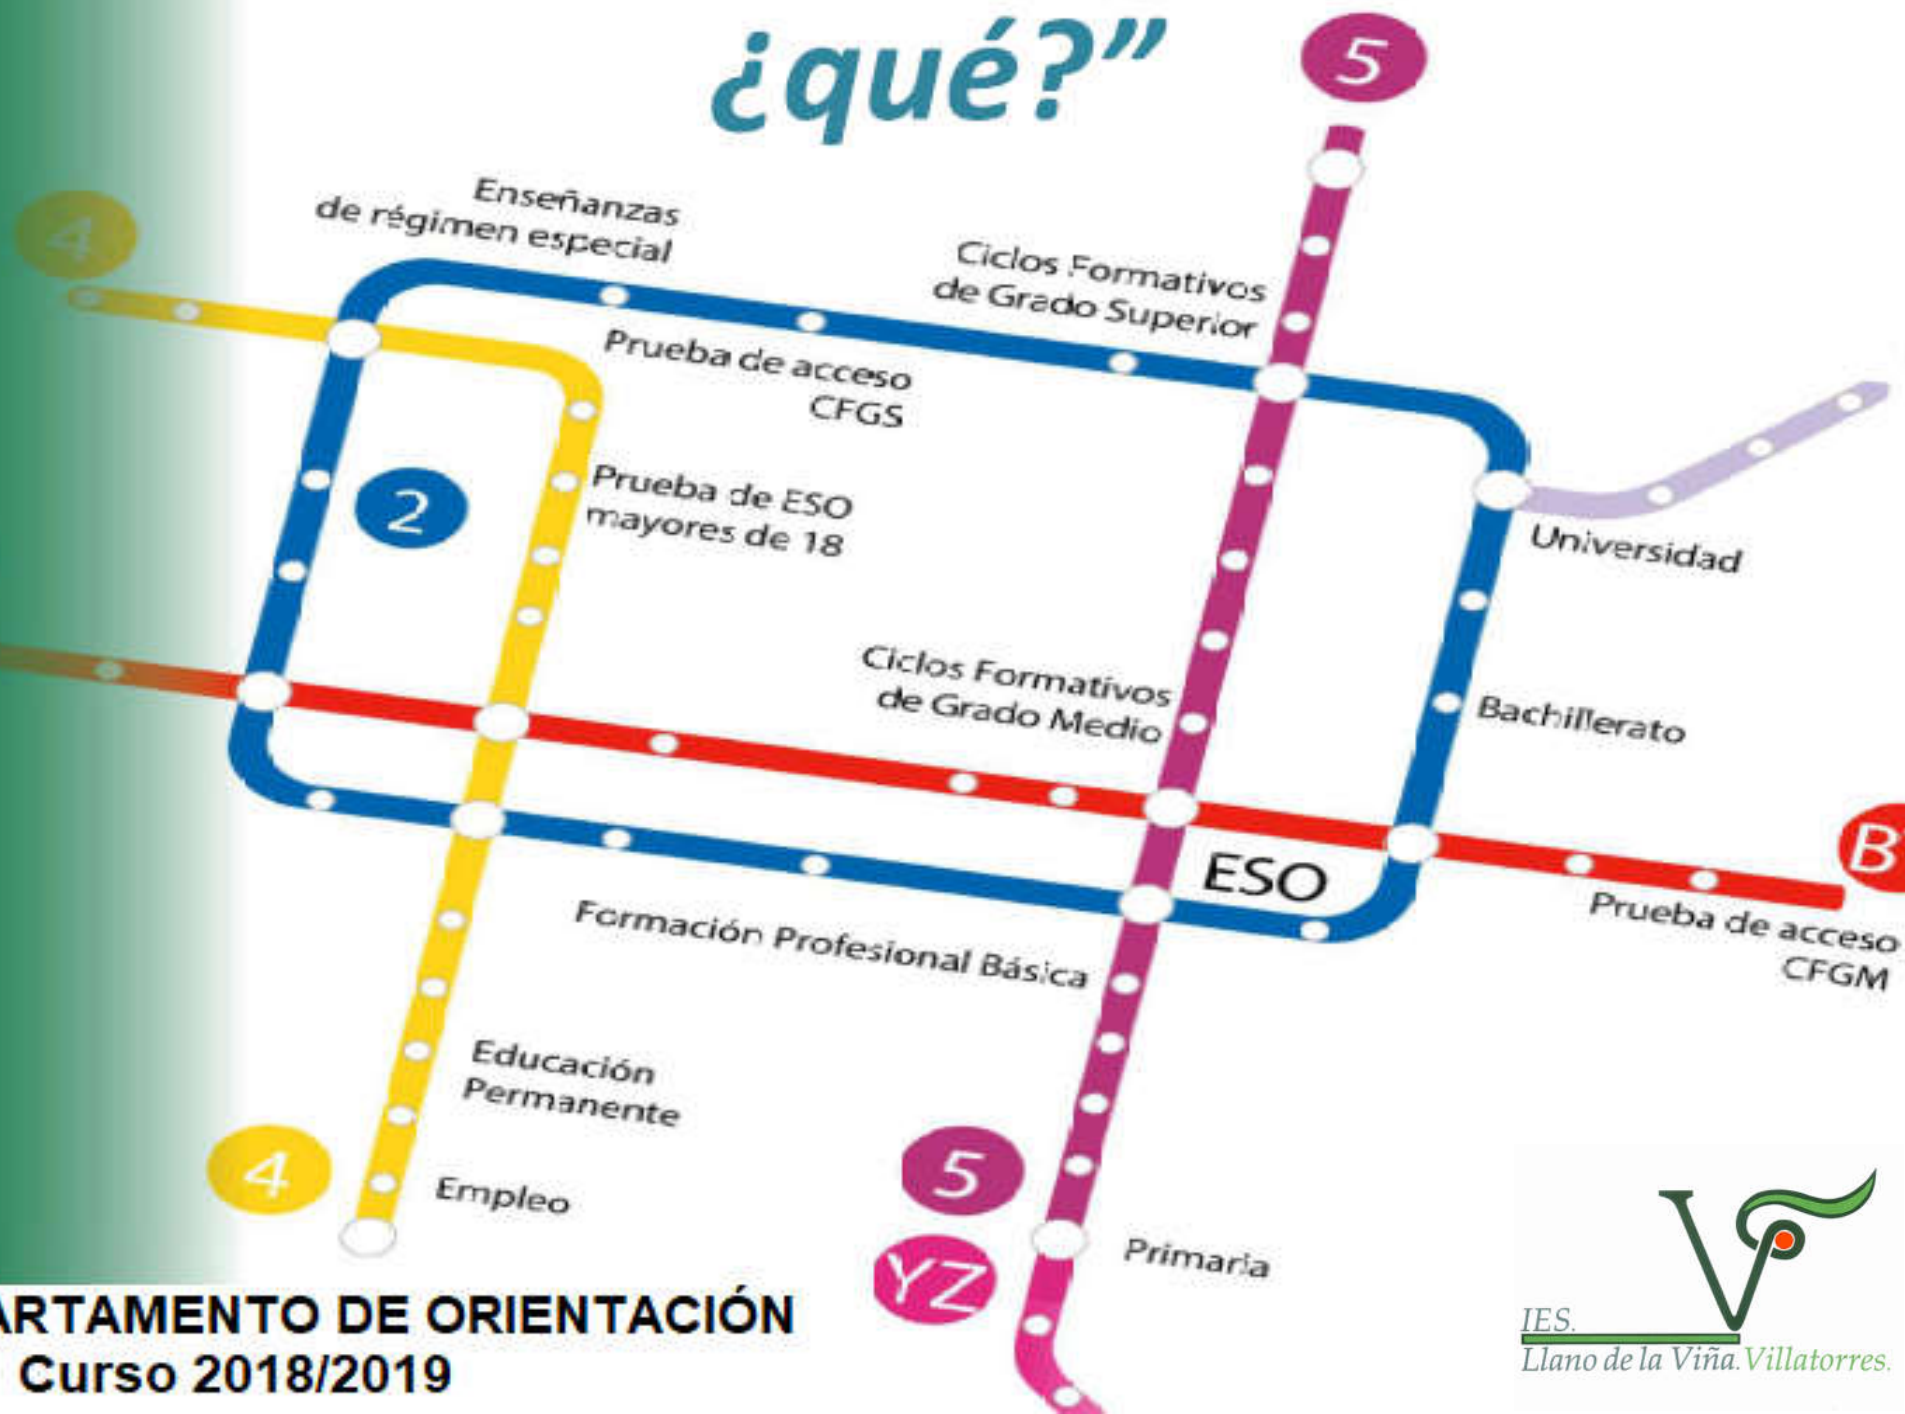 ¿qué?”
5
4
Enseñanzas
de régimen especial
Ciclos Formativos
de Grado Superior
Prueba de acceso
CFGS
2
Prueba de ESO
mayores de 18
Universidad
Ciclos Formativos
de Grado Medio
Bachillerato
B
ESO
Prueba de acceso
CFGM
Formación Profesional Básica
Educación
Permanente
4
Empleo
5
YZ
Primaria
ARTAMENTO DE ORIENTACIÓN
Curso 2018/2019
IES.
Llano de la Viña. Villatorres.